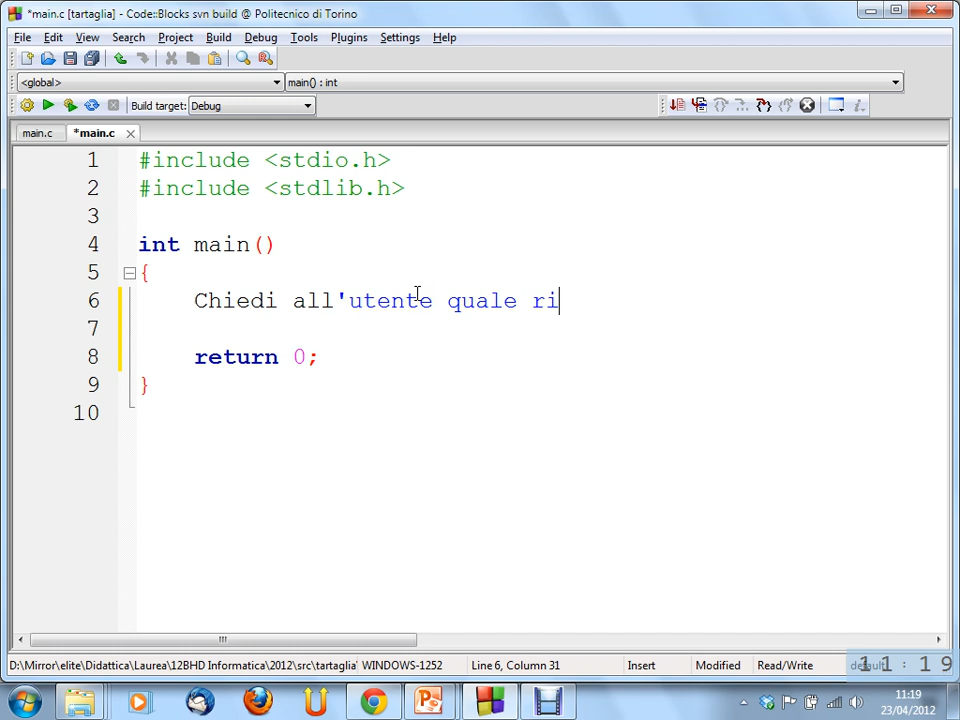 *main.c [tartaglia] - Code::Blocks svn build @ Politecnico di Torino
File Edit View Search Project Build Debug Tools Plugins Settings Help
<global> main() : int
Build target: Debug
main.c *main.c
1 #include <stdio.h>
2 #include <stdlib.h>
3
4 int main()
5 {
6 Chiedi all'utente quale ri
7
8 return 0;
9 }
10
D:\Mirror\elite\Didattica\Laurea\12BHD Informatica\2012\src\tartaglia\ WINDOWS-1252 Line 6, Column 31 Insert Modified Read/Write default
11:19
11:19
23/04/2012